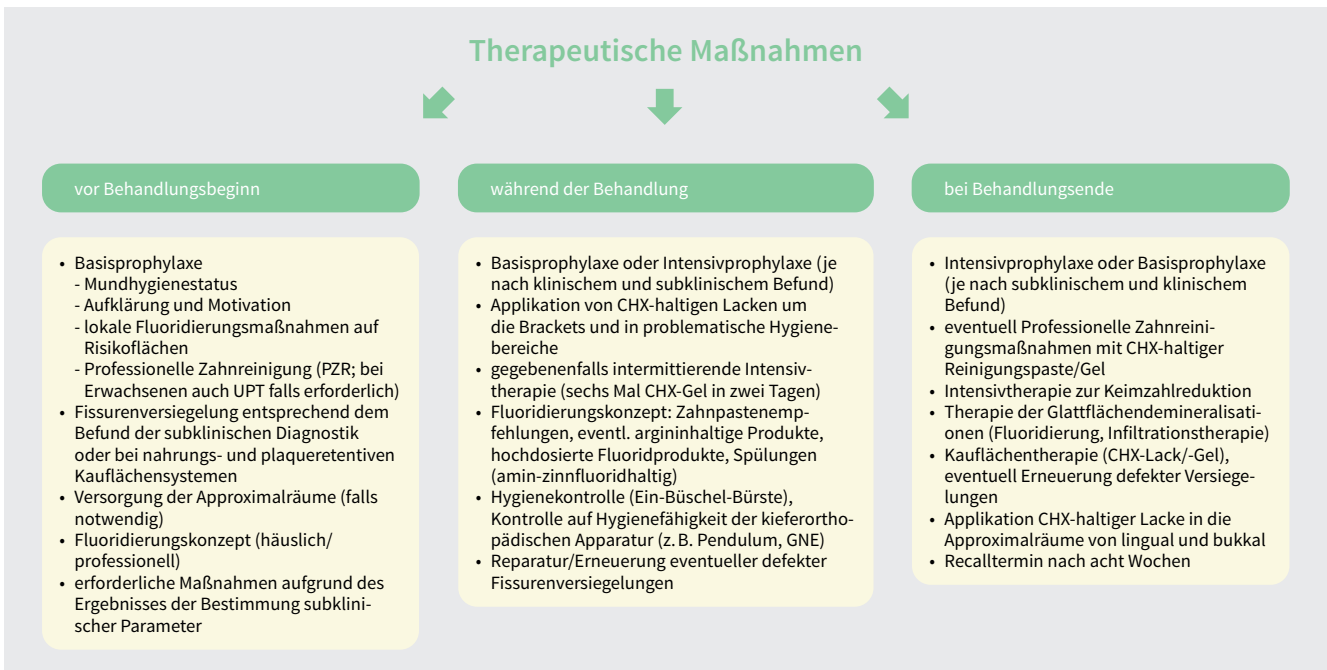 Therapeutische Maßnahmen
vor Behandlungsbeginn
• Basisprophylaxe
- Mundhygienestatus
- Aufklärung und Motivation
- lokale Fluoridierungsmaßnahmen auf
Risikoflächen
- Professionelle Zahnreinigung (PZR; bei
Erwachsenen auch UPT falls erforderlich)
• Fissurenversiegelung entsprechend dem
Befund der subklinischen Diagnostik
oder bei nahrungs- und plaqueretentiven
Kauflächensystemen
• Versorgung der Approximalräume (falls
notwendig)
• Fluoridierungskonzept (häuslich/
professionell)
• erforderliche Maßnahmen aufgrund des
Ergebnisses der Bestimmung subklini-
scher Parameter
während der Behandlung
• Basisprophylaxe oder Intensivprophylaxe (je
nach klinischem und subklinischem Befund)
• Applikation von CHX-haltigen Lacken um
die Brackets und in problematische Hygiene-
bereiche
• gegebenenfalls intermittierende Intensiv-
therapie (sechs Mal CHX-Gel in zwei Tagen)
• Fluoridierungskonzept: Zahnpastenemp-
fehlungen, eventl. argininhaltige Produkte,
hochdosierte Fluoridprodukte, Spülungen
(amin-zinnfluoridhaltig)
• Hygienekontrolle (Ein-Büschel-Bürste),
Kontrolle auf Hygienefähigkeit der kieferortho-
pädischen Apparatur (z. B. Pendulum, GNE)
• Reparatur/Erneuerung eventueller defekter
Fissurenversiegelungen
bei Behandlungsende
• Intensivprophylaxe oder Basisprophylaxe
(je nach subklinischem und klinischem
Befund)
• eventuell Professionelle Zahnreini-
gungsmaßnahmen mit CHX-haltiger
Reinigungspaste/Gel
• Intensivtherapie zur Keimzahlreduktion
• Therapie der Glattflächendemineralisati-
onen (Fluoridierung, Infiltrationstherapie)
• Kauflächentherapie (CHX-Lack/-Gel),
eventuell Erneuerung defekter Versiege-
lungen
• Applikation CHX-haltiger Lacke in die
Approximalräume von lingual und bukkal
• Recalltermin nach acht Wochen